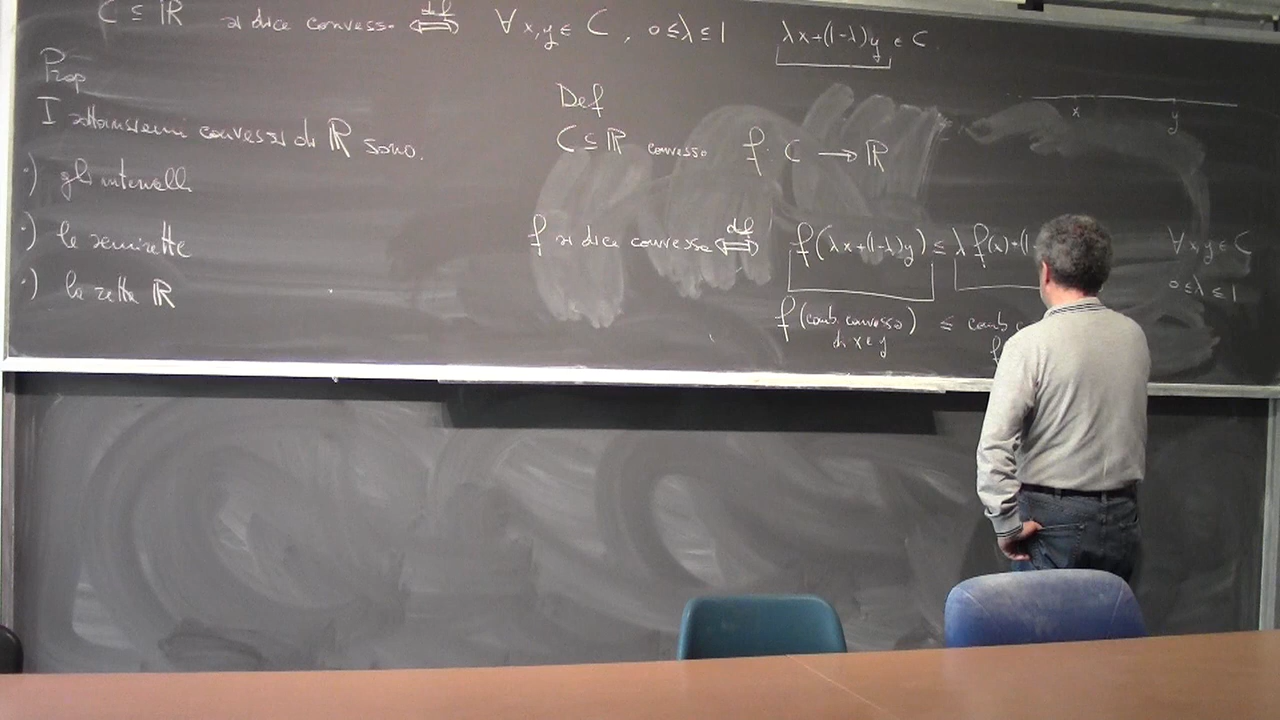 C ⊆ ℝ si dice convesso ⇔ def ∀ x,y ∈ C , 0≤λ≤1 λx+(1-λ)y ∈ C.
Prop
I sottoinsiemi convessi di ℝ sono.
·) gli intervalli
·) le semirette
·) la retta ℝ
Def
C ⊆ ℝ convesso f: C → ℝ
f si dice convessa ⇔ def f(λx+(1-λ)y) ≤ λ f(x)+(1 ∀ x,y ∈ C
0≤λ≤1
f(comb. convessa) ≤ comb
di x e y f
x y